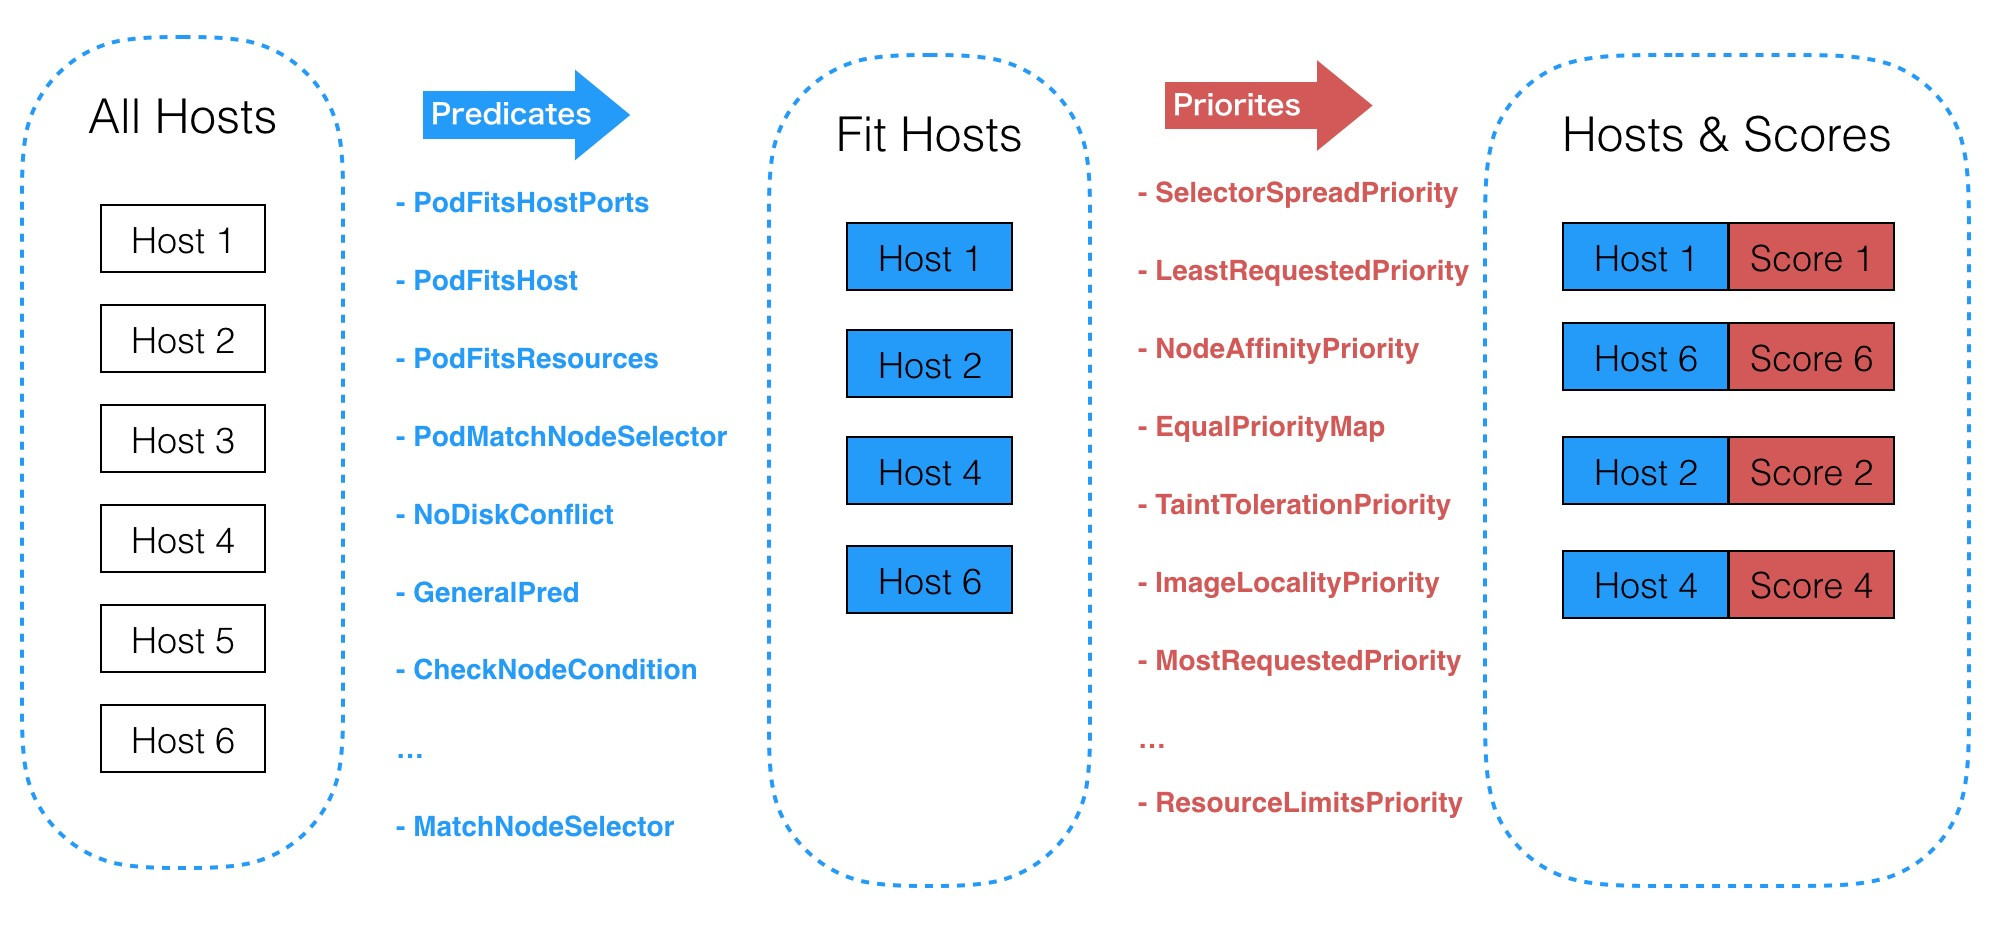 All Hosts
Host 1
Host 2
Host 3
Host 4
Host 5
Host 6
Predicates
- PodFitsHostPorts
- PodFitsHost
- PodFitsResources
- PodMatchNodeSelector
- NoDiskConflict
- GeneralPred
- CheckNodeCondition
...
- MatchNodeSelector
Fit Hosts
Host 1
Host 2
Host 4
Host 6
Priorites
- SelectorSpreadPriority
- LeastRequestedPriority
- NodeAffinityPriority
- EqualPriorityMap
- TaintTolerationPriority
- ImageLocalityPriority
- MostRequestedPriority
...
- ResourceLimitsPriority
Hosts & Scores
Host 1 Score 1
Host 6 Score 6
Host 2 Score 2
Host 4 Score 4